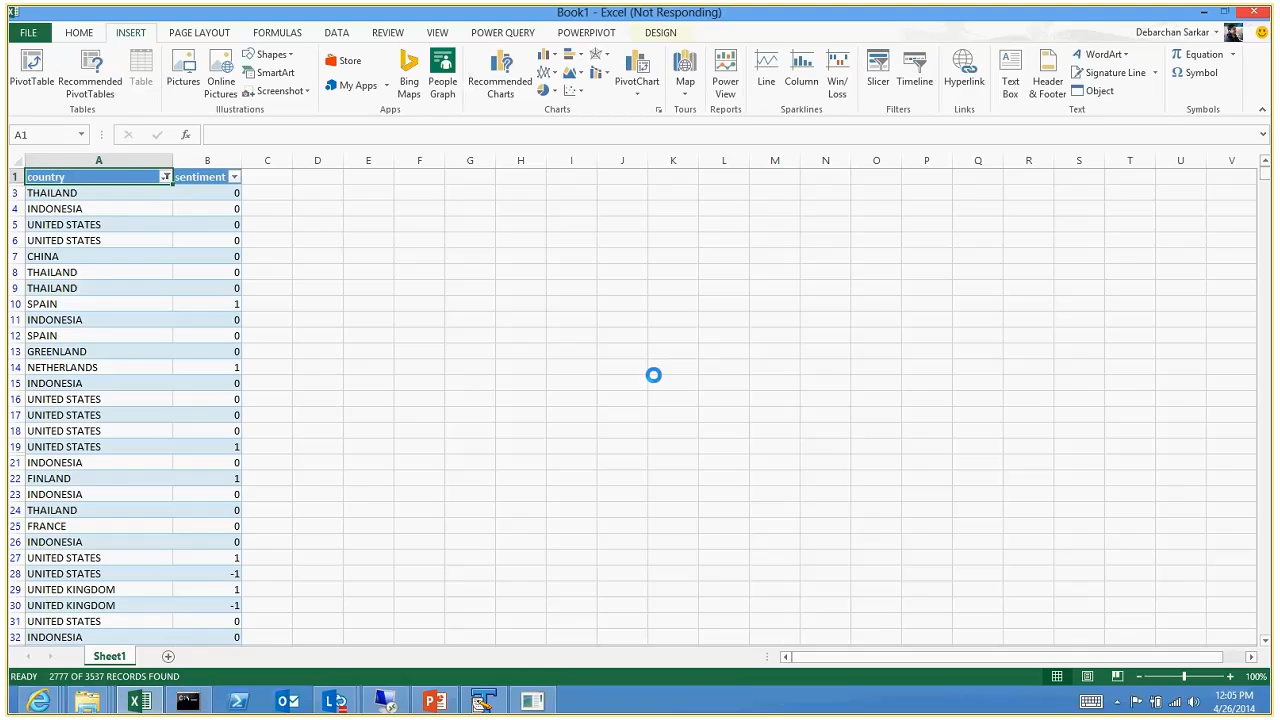 Book1 - Excel (Not Responding)
FILE HOME INSERT PAGE LAYOUT FORMULAS DATA REVIEW VIEW POWER QUERY POWERPIVOT DESIGN Debarchan Sarkar
PivotTable Recommended PivotTables Table
Tables
Pictures Online Pictures Shapes SmartArt Screenshot
Illustrations
Store My Apps Bing Maps People Graph
Recommended Charts PivotChart
Charts
Map
Tours
Power View
Reports
Line Column Win/ Loss
Sparklines
Slicer Timeline
Filters
Hyperlink
Links
Text Box Header & Footer WordArt Signature Line Object
Text
Equation Symbol
Symbols
A1 fx
A B C D E F G H I J K L M N O P Q R S T U V
1 country sentiment
3 THAILAND 0
4 INDONESIA 0
5 UNITED STATES 0
6 UNITED STATES 0
7 CHINA 0
8 THAILAND 0
9 THAILAND 0
10 SPAIN 1
11 INDONESIA 0
12 SPAIN 0
13 GREENLAND 0
14 NETHERLANDS 1
15 INDONESIA 0
16 UNITED STATES 0
17 UNITED STATES 0
18 UNITED STATES 0
19 UNITED STATES 1
21 INDONESIA 0
22 FINLAND 1
23 INDONESIA 0
24 THAILAND 0
25 FRANCE 0
26 INDONESIA 0
27 UNITED STATES 1
28 UNITED STATES -1
29 UNITED KINGDOM 1
30 UNITED KINGDOM -1
31 UNITED STATES 0
32 INDONESIA 0
Sheet1
READY 2777 OF 3537 RECORDS FOUND 100%
12:05 PM
4/26/2014